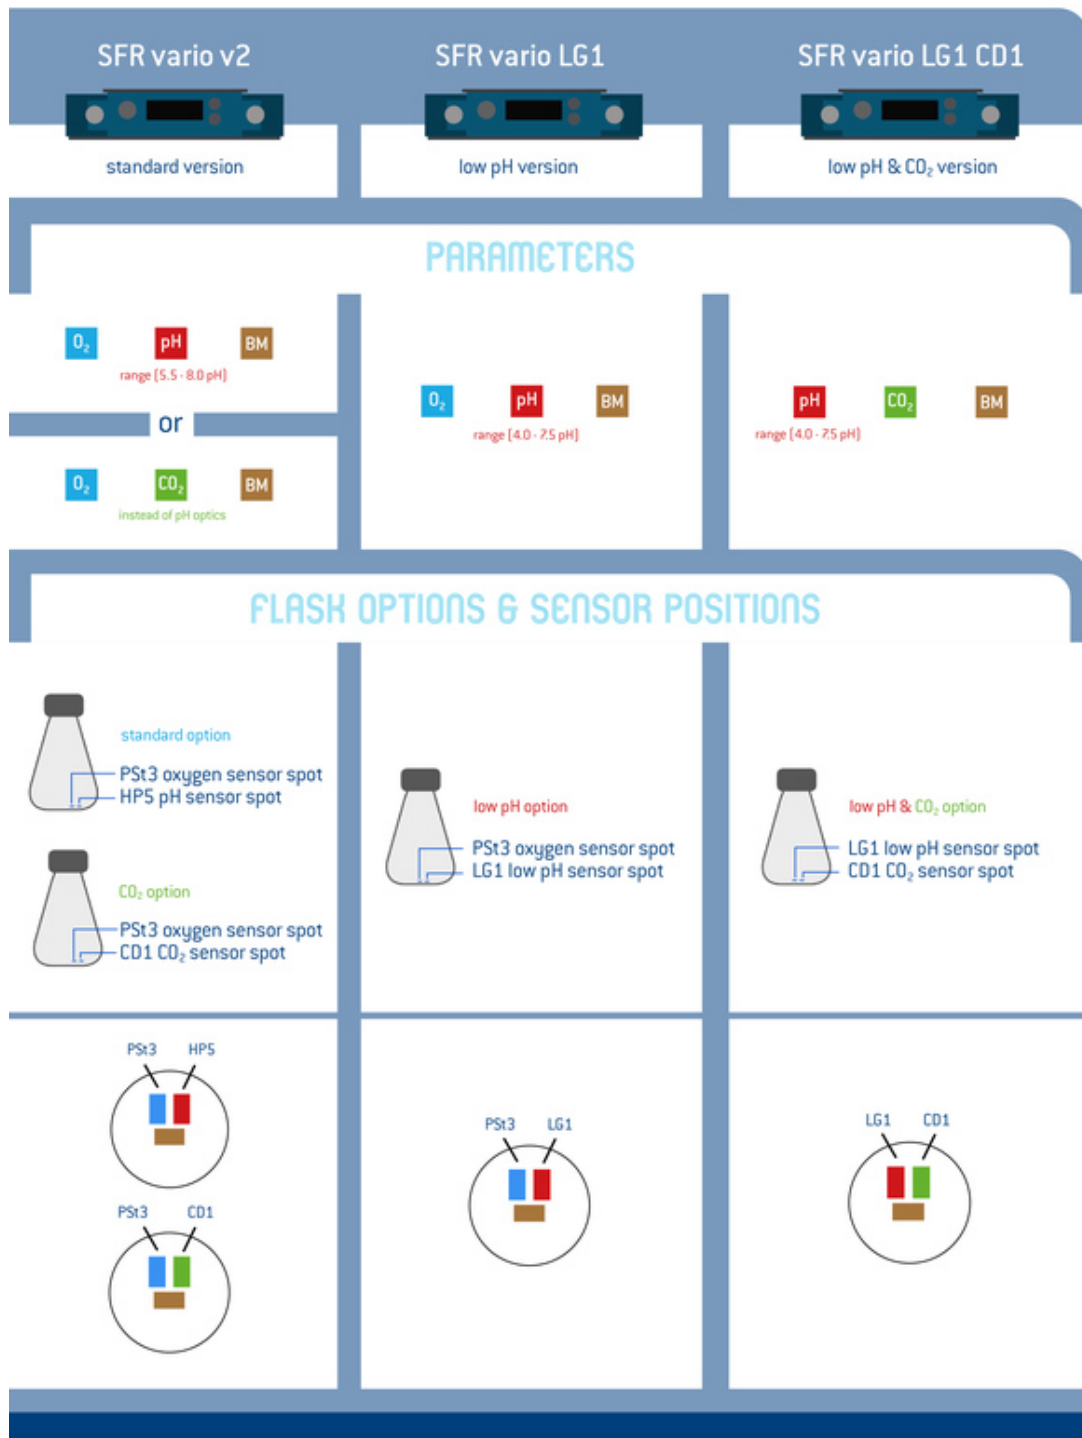 SFR vario v2
SFR vario LG1
SFR vario LG1 CD1
standard version
low pH version
low pH & CO₂ version
PARAMETERS
O₂ pH BM
range (5.5 - 8.0 pH)
or
O₂ CO₂ BM
instead of pH optics
O₂ pH BM
range (4.0 - 7.5 pH)
pH CO₂ BM
range (4.0 - 7.5 pH)
FLASK OPTIONS & SENSOR POSITIONS
standard option
PSt3 oxygen sensor spot
HP5 pH sensor spot
CO₂ option
PSt3 oxygen sensor spot
CD1 CO₂ sensor spot
low pH option
PSt3 oxygen sensor spot
LG1 low pH sensor spot
low pH & CO₂ option
LG1 low pH sensor spot
CD1 CO₂ sensor spot
PSt3 HP5
PSt3 CD1
PSt3 LG1
LG1 CD1